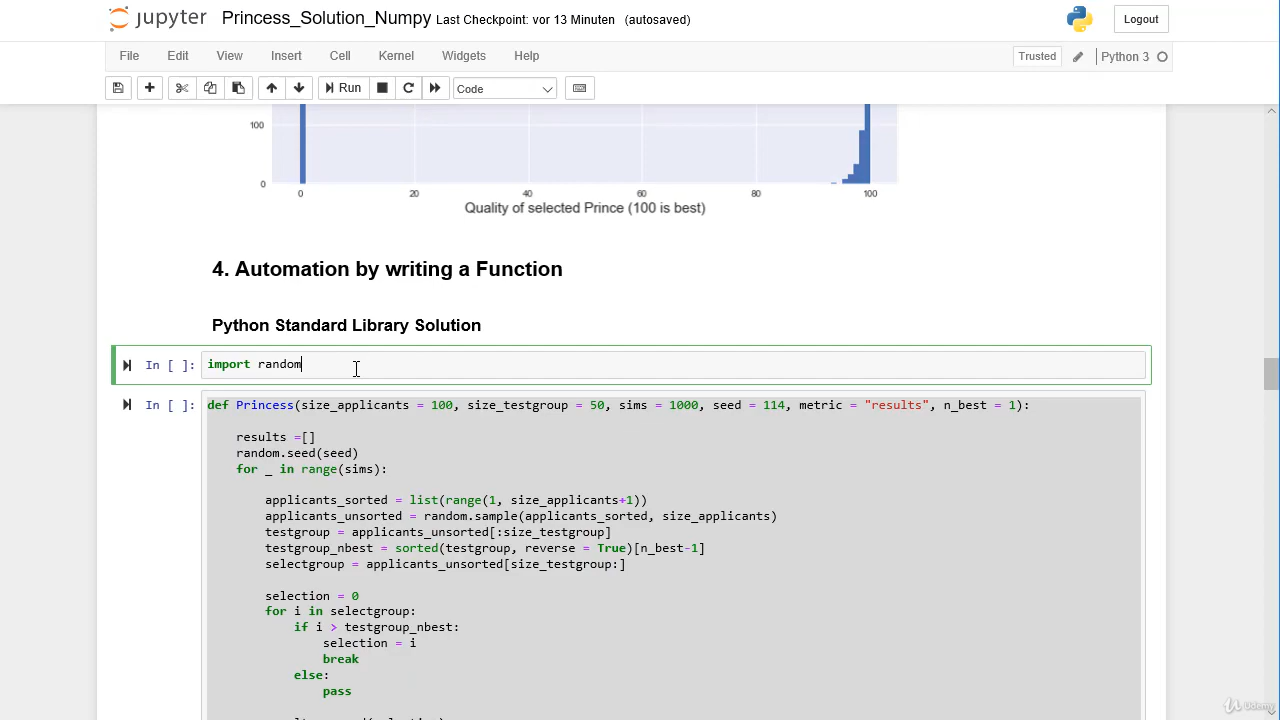 jupyter Princess_Solution_Numpy Last Checkpoint: vor 13 Minuten (autosaved) Logout
File Edit View Insert Cell Kernel Widgets Help Trusted Python 3
Run Code
100
0
0 20 40 60 80 100
Quality of selected Prince (100 is best)
4. Automation by writing a Function
Python Standard Library Solution
In [ ]: import random
In [ ]: def Princess(size_applicants = 100, size_testgroup = 50, sims = 1000, seed = 114, metric = "results", n_best = 1):
results =[]
random.seed(seed)
for _ in range(sims):
applicants_sorted = list(range(1, size_applicants+1))
applicants_unsorted = random.sample(applicants_sorted, size_applicants)
testgroup = applicants_unsorted[:size_testgroup]
testgroup_nbest = sorted(testgroup, reverse = True)[n_best-1]
selectgroup = applicants_unsorted[size_testgroup:]
selection = 0
for i in selectgroup:
if i > testgroup_nbest:
selection = i
break
else:
pass
Udemy